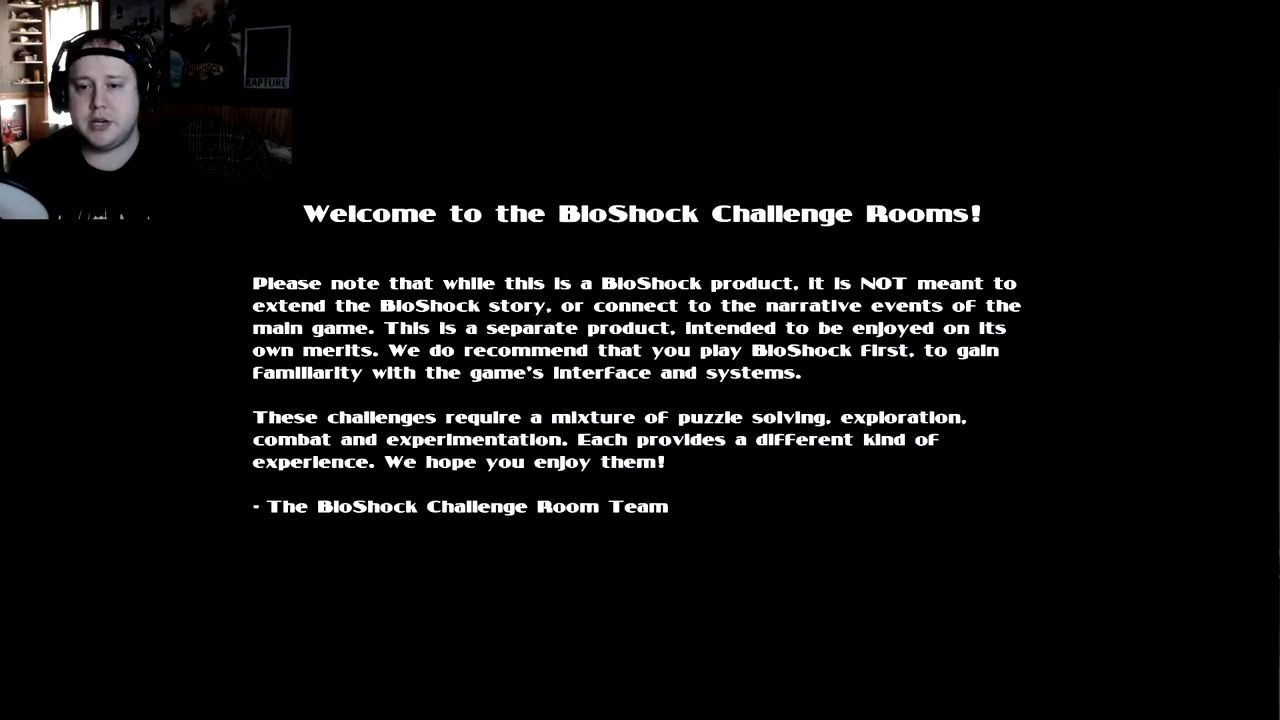 BIOSHOCK
RAPTURE
Welcome to the BioShock Challenge Rooms!
Please note that while this is a BioShock product, it is NOT meant to
extend the BioShock story, or connect to the narrative events of the
main game. This is a separate product, intended to be enjoyed on its
own merits. We do recommend that you play BioShock first, to gain
familiarity with the game's interface and systems.
These challenges require a mixture of puzzle solving, exploration,
combat and experimentation. Each provides a different kind of
experience. We hope you enjoy them!
- The BioShock Challenge Room Team